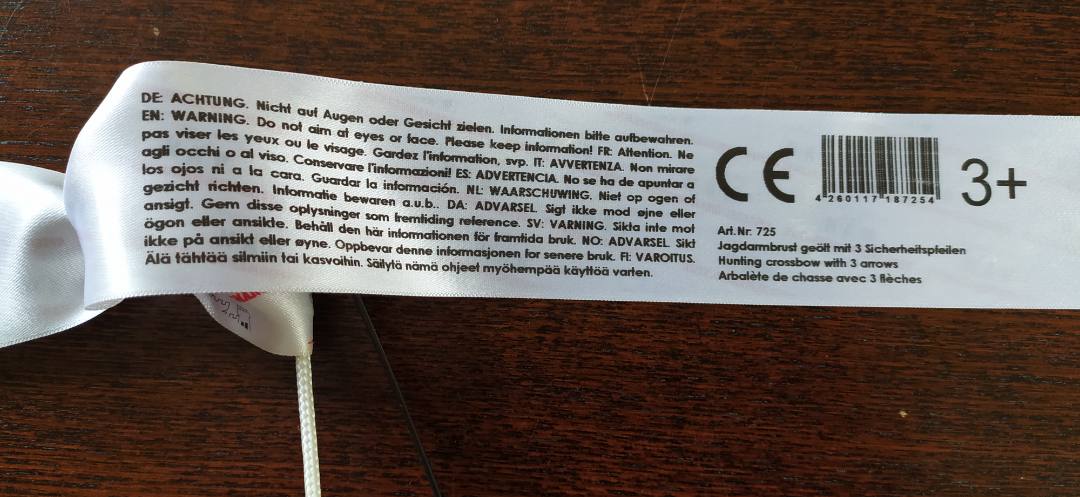 DE: ACHTUNG. Nicht auf Augen oder Gesicht zielen. Informationen bitte aufbewahren.
EN: WARNING. Do not aim at eyes or face. Please keep information! FR: Attention. Ne
pas viser les yeux ou le visage. Gardez l'information, svp. IT: AVVERTENZA. Non mirare
agli occhi o al viso. Conservare l'informazioni! ES: ADVERTENCIA. No se ha de apuntar a
los ojos ni a la cara. Guardar la información. NL: WAARSCHUWING. Niet op ogen of
gezicht richten. Informatie bewaren a.u.b.. DA: ADVARSEL. Sigt ikke mod øjne eller
ansigt. Gem disse oplysninger som fremtiding reference. SV: VARNING. Sikta inte mot
ögon eller ansikte. Behåll den här informationen för framtida bruk. NO: ADVARSEL. Sikt
ikke på ansikt eller øyne. Oppbevar denne informasjonen for senere bruk. FI: VAROITUS.
Älä tähtää silmiin tai kasvoihin. Säilytä nämä ohjeet myöhempää käyttöä varten.
CE
4 260117 187254
3+
Art.Nr. 725
Jagdarmbrust geölt mit 3 Sicherheitspfeilen
Hunting crossbow with 3 arrows
Arbalète de chasse avec 3 flèches